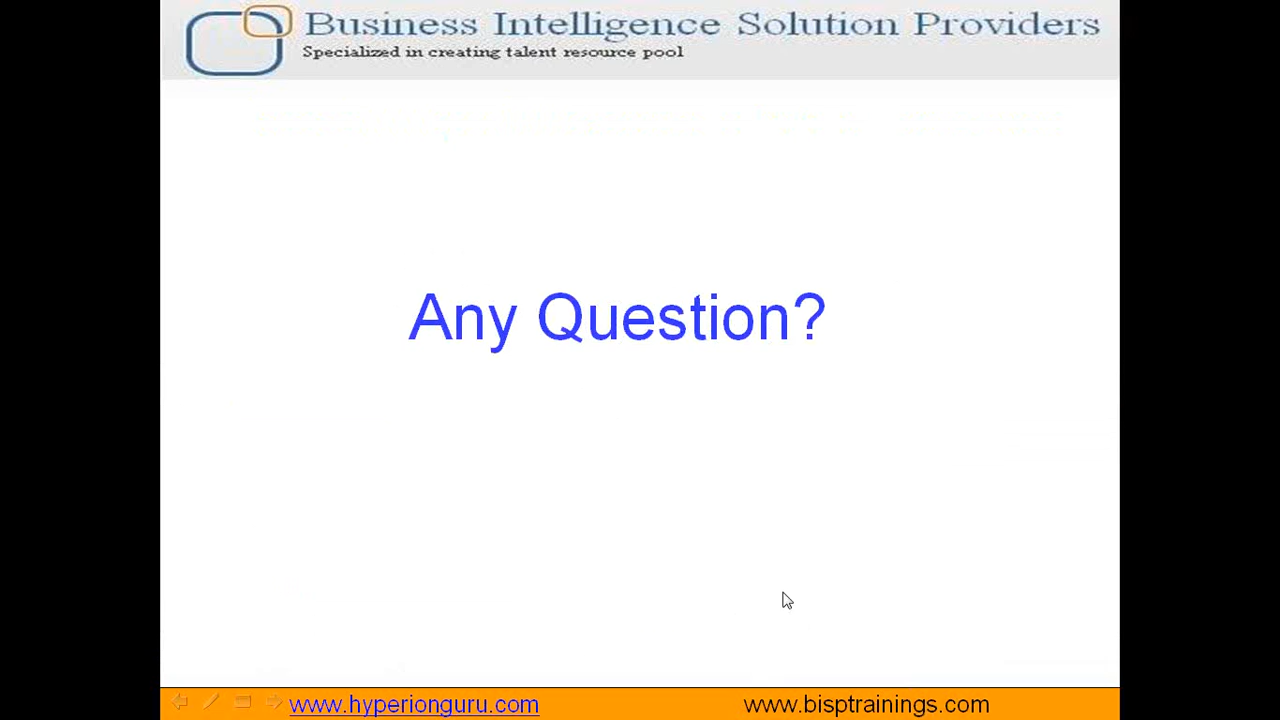 Business Intelligence Solution Providers
Specialized in creating talent resource pool
Any Question?
www.hyperionguru.com www.bisptrainings.com